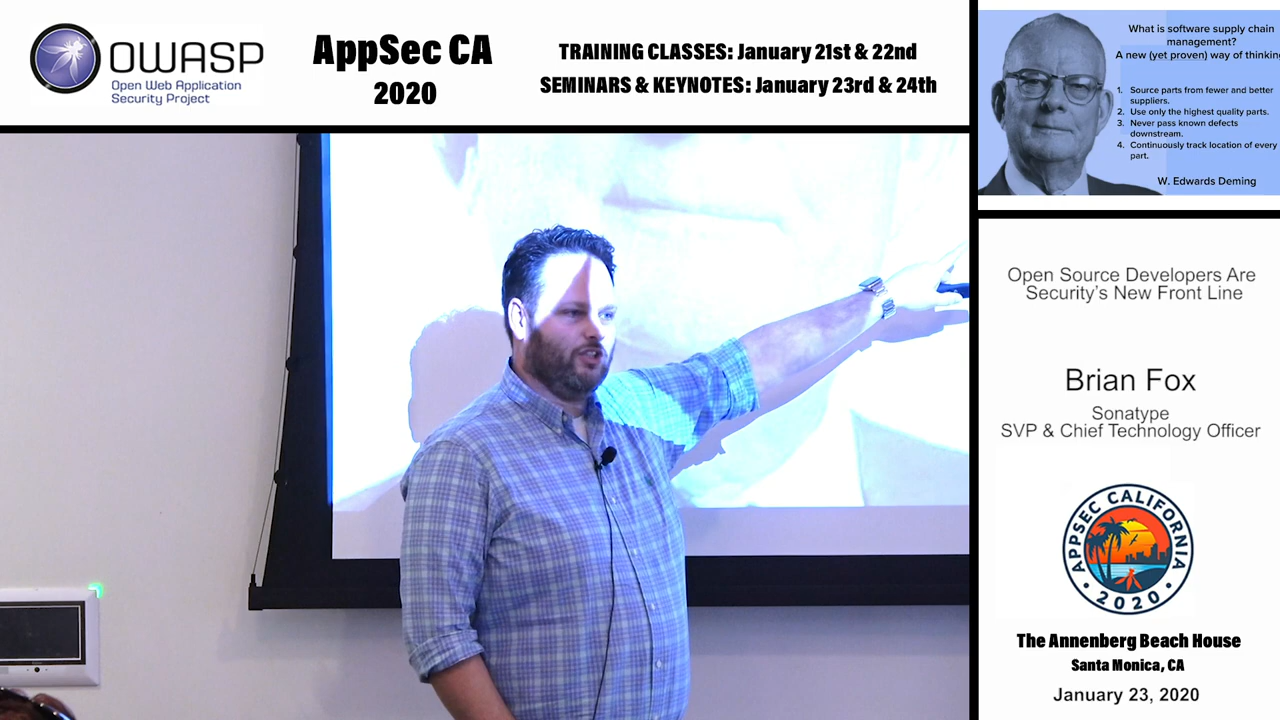 OWASP
Open Web Application
Security Project
AppSec CA
2020
TRAINING CLASSES: January 21st & 22nd
SEMINARS & KEYNOTES: January 23rd & 24th
What is software supply chain
management?
A new (yet proven) way of
1. Source parts from fewer and better
suppliers.
2. Use only the highest quality parts.
3. Never pass known defects
downstream.
4. Continuously track location of every
part.
W. Edwards Deming
Open Source Developers Are
Security's New Front Line
Brian Fox
Sonatype
SVP & Chief Technology Officer
APPSEC CALIFORNIA
2020
The Annenberg Beach House
Santa Monica, CA
January 23, 2020